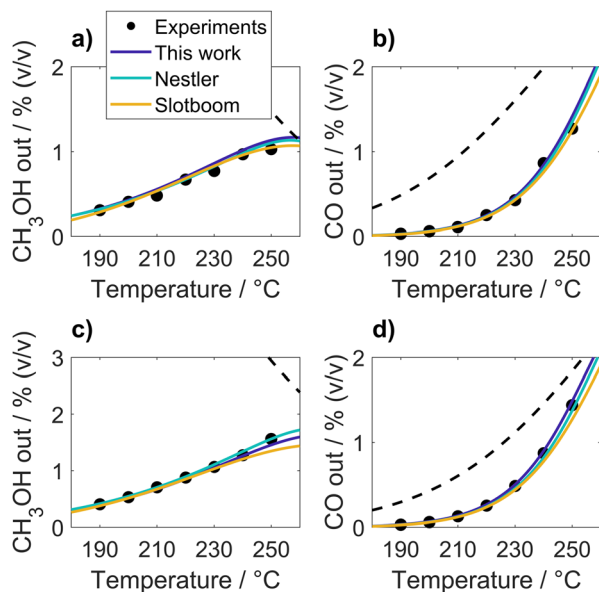 a)
Experiments
This work
Nestler
Slotboom
b)
CH₃OH out / % (v/v)
2
1
0
190 210 230 250
Temperature / °C
CO out / % (v/v)
2
1
0
190 210 230 250
Temperature / °C
c)
d)
CH₃OH out / % (v/v)
3
2
1
0
190 210 230 250
Temperature / °C
CO out / % (v/v)
2
1
0
190 210 230 250
Temperature / °C